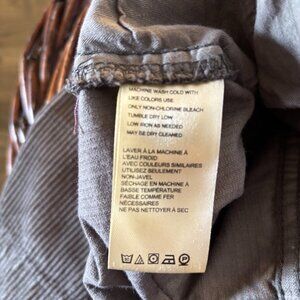 MACHINE WASH COLD WITH
LIKE COLORS USE
ONLY NON-CHLORINE BLEACH
TUMBLE DRY LOW
LOW IRON AS NEEDED
MAY BE DRY CLEANED
LAVER À LA MACHINE À
L'EAU FROID
AVEC COULEURS SIMILAIRES
UTILISEZ SEULEMENT
NON-JAVEL
SÉCHAGE EN MACHINE À
BASSE TEMPÉRATURE
FAIBLE COMME FER
NÉCESSAIRES
NE PAS NETTOYER À SEC